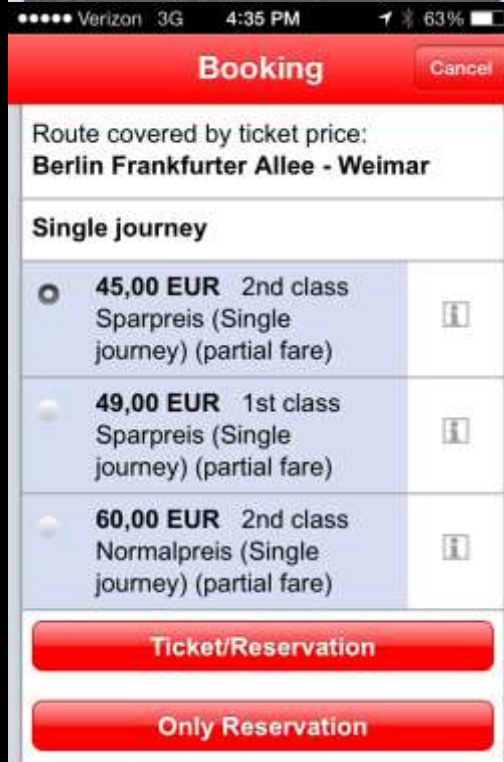 Verizon 3G 4:35 PM 63%
Booking
Cancel
Route covered by ticket price:
Berlin Frankfurter Allee - Weimar
Single journey
45,00 EUR 2nd class
Sparpreis (Single
journey) (partial fare)
49,00 EUR 1st class
Sparpreis (Single
journey) (partial fare)
60,00 EUR 2nd class
Normalpreis (Single
journey) (partial fare)
Ticket/Reservation
Only Reservation